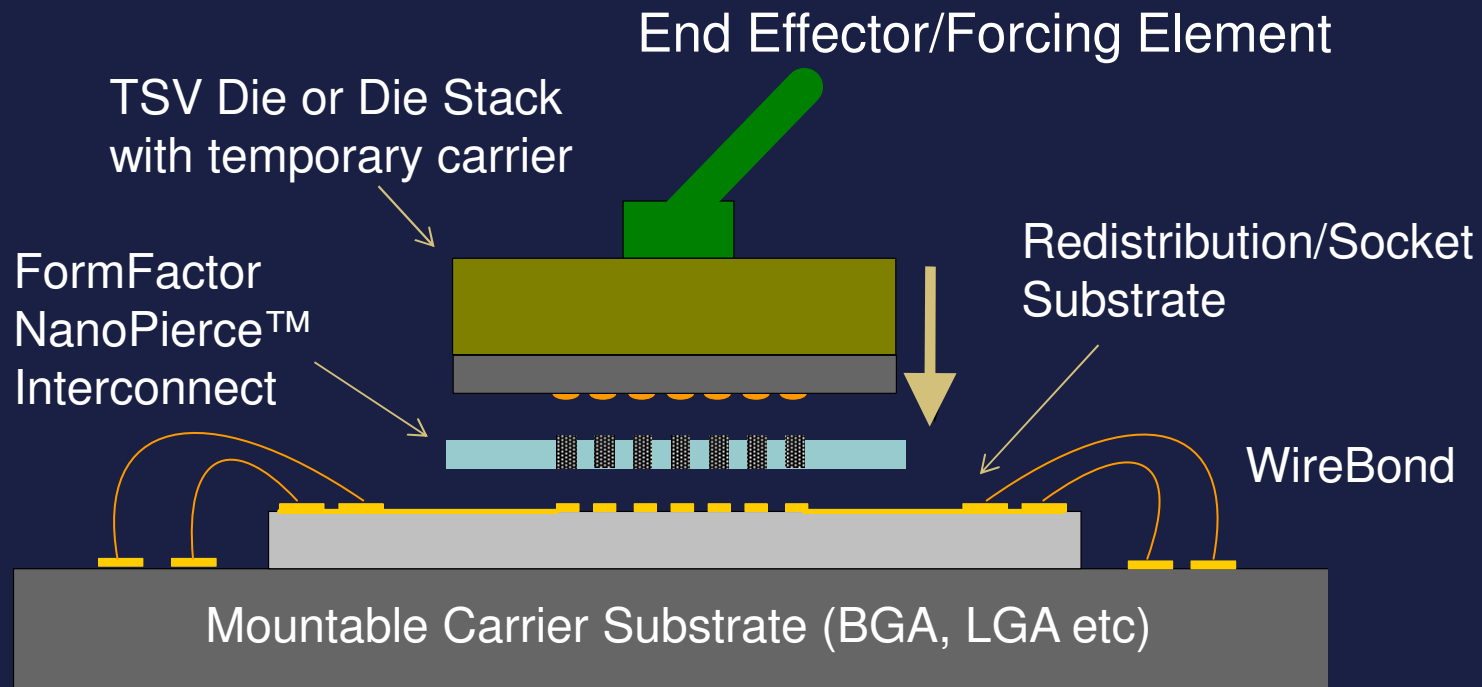 End Effector/Forcing Element
TSV Die or Die Stack
with temporary carrier
FormFactor
NanoPierce™
Interconnect
Redistribution/Socket
Substrate
WireBond
Mountable Carrier Substrate (BGA, LGA etc)